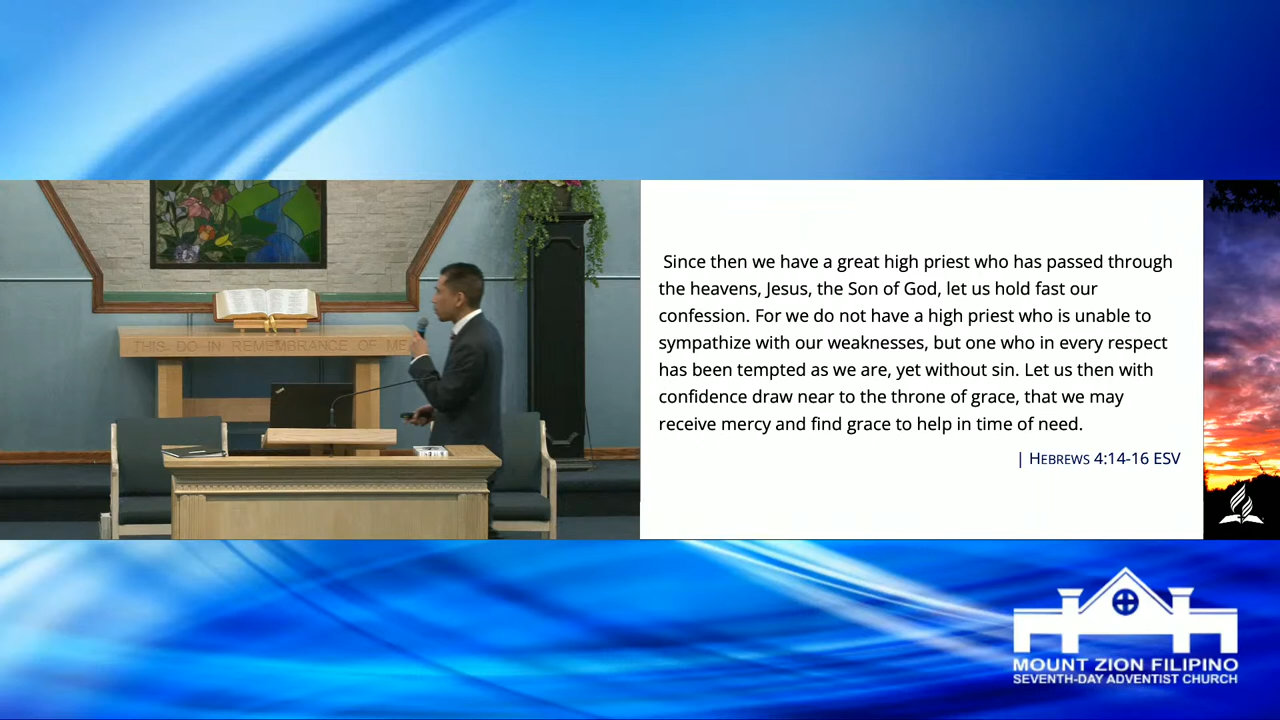 THIS DO IN REMEMBRANCE OF ME
Since then we have a great high priest who has passed through
the heavens, Jesus, the Son of God, let us hold fast our
confession. For we do not have a high priest who is unable to
sympathize with our weaknesses, but one who in every respect
has been tempted as we are, yet without sin. Let us then with
confidence draw near to the throne of grace, that we may
receive mercy and find grace to help in time of need.
| HEBREWS 4:14-16 ESV
MOUNT ZION FILIPINO
SEVENTH-DAY ADVENTIST CHURCH